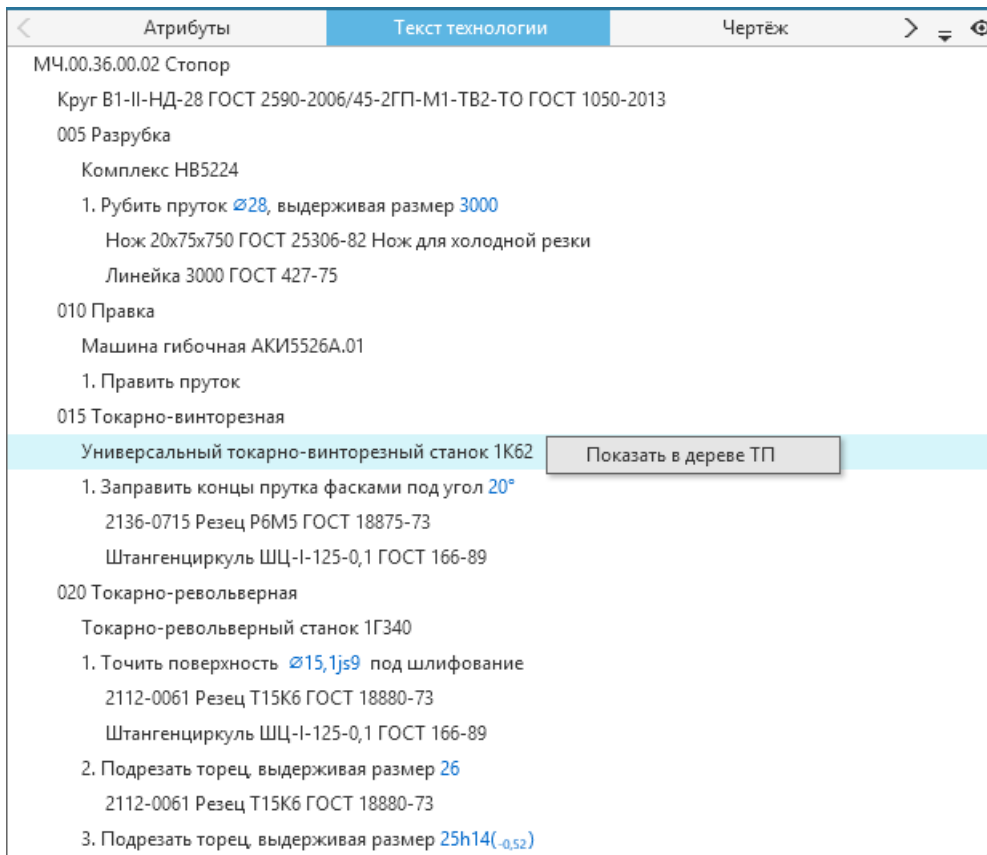 Атрибуты Текст технологии Чертёж
МЧ.00.36.00.02 Стопор
Круг В1-II-НД-28 ГОСТ 2590-2006/45-2ГП-М1-ТВ2-ТО ГОСТ 1050-2013
005 Разрубка
Комплекс НВ5224
1. Рубить пруток ⌀28, выдерживая размер 3000
Нож 20х75х750 ГОСТ 25306-82 Нож для холодной резки
Линейка 3000 ГОСТ 427-75
010 Правка
Машина гибочная АКИ5526А.01
1. Править пруток
015 Токарно-винторезная
Универсальный токарно-винторезный станок 1К62 Показать в дереве ТП
1. Заправить концы прутка фасками под угол 20°
2136-0715 Резец Р6М5 ГОСТ 18875-73
Штангенциркуль ШЦ-I-125-0,1 ГОСТ 166-89
020 Токарно-револьверная
Токарно-револьверный станок 1Г340
1. Точить поверхность ⌀15,1js9 под шлифование
2112-0061 Резец Т15К6 ГОСТ 18880-73
Штангенциркуль ШЦ-I-125-0,1 ГОСТ 166-89
2. Подрезать торец, выдерживая размер 26
2112-0061 Резец Т15К6 ГОСТ 18880-73
3. Подрезать торец, выдерживая размер 25h14(-0,52)